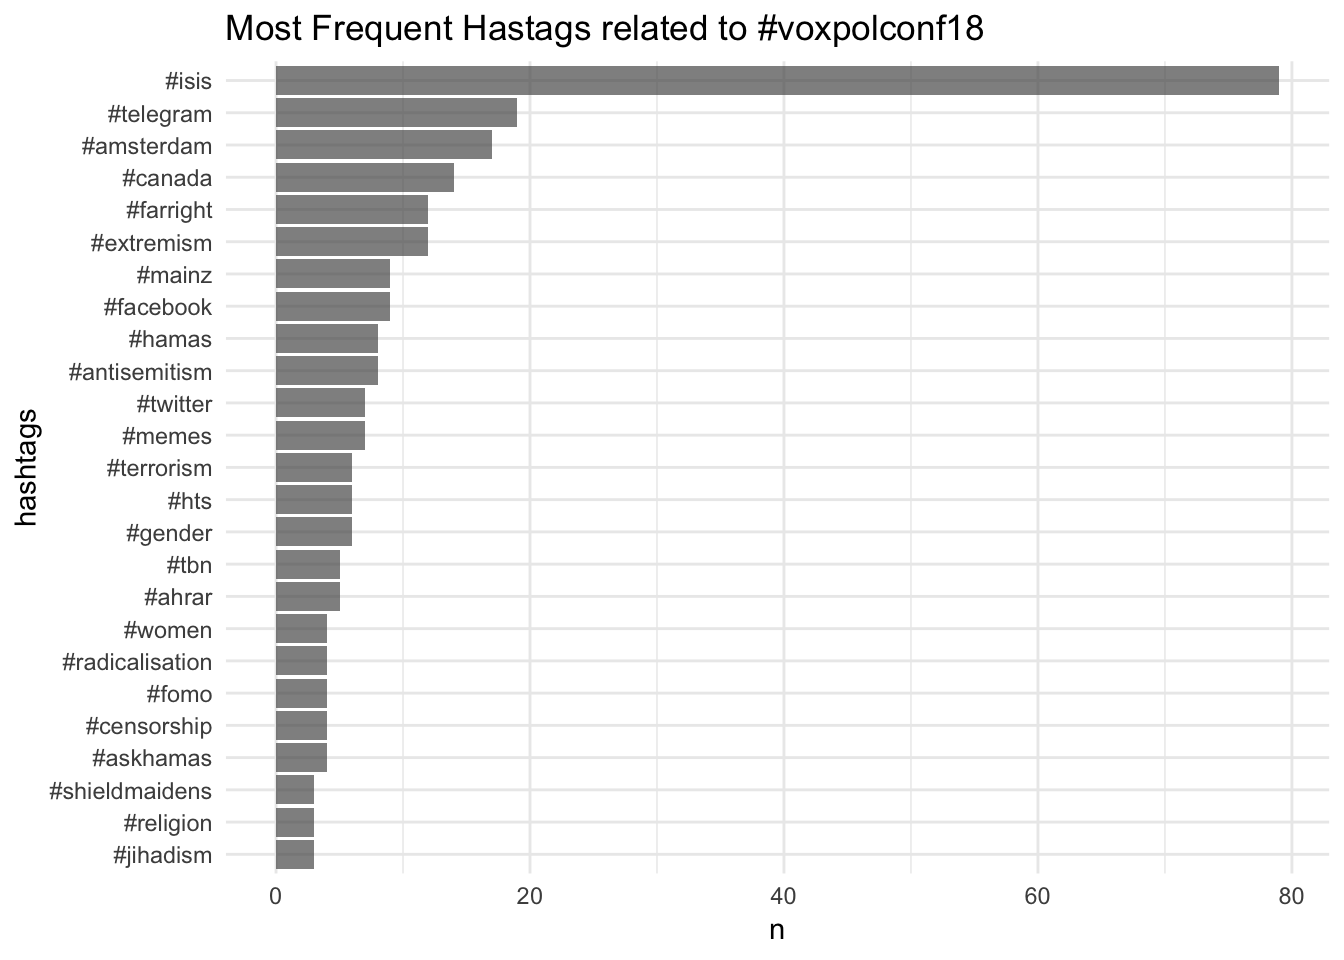 Most Frequent Hastags related to #voxpolconf18
#isis
#telegram
#amsterdam
#canada
#farright
#extremism
#mainz
#facebook
#hamas
#antisemitism
#twitter
#memes
#terrorism
#hts
#gender
#tbn
#ahrar
#women
#radicalisation
#fomo
#censorship
#askhamas
#shieldmaidens
#religion
#jihadism
hashtags
0 20 40 60 80
n